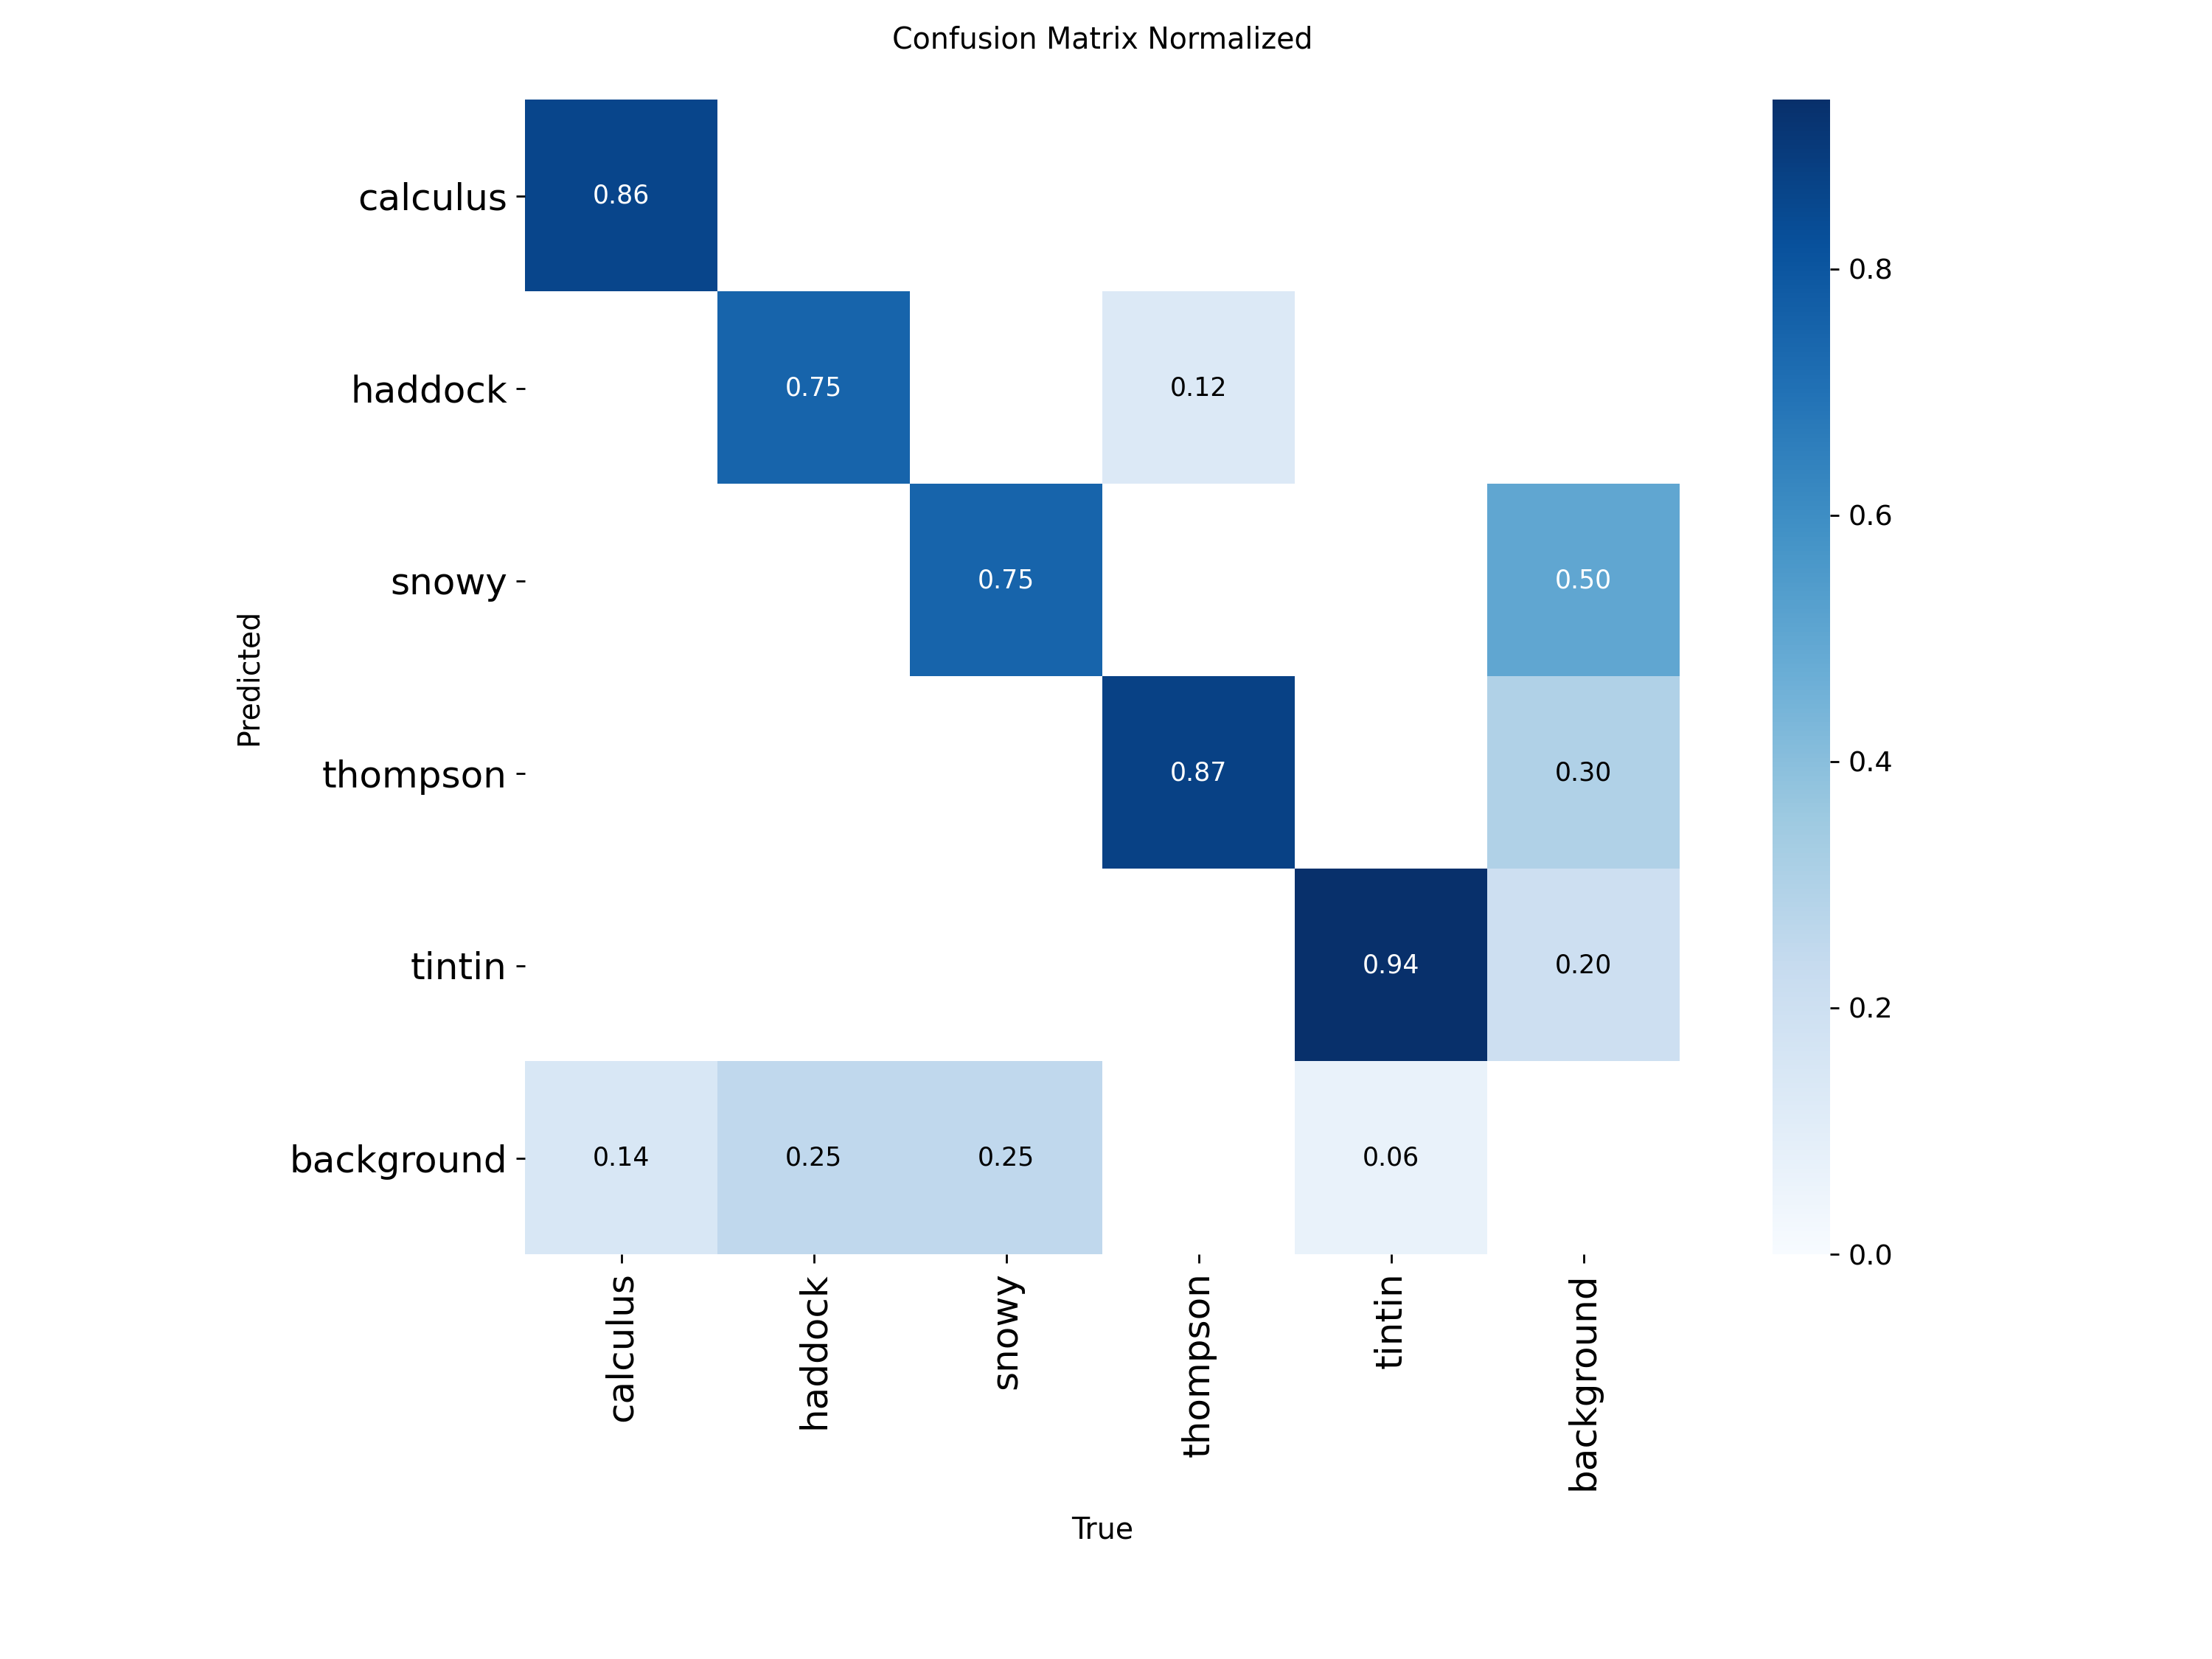 Confusion Matrix Normalized
calculus
0.86
0.8
haddock
0.75
0.12
snowy
0.75
0.50
0.6
Predicted
thompson
0.87
0.30
0.4
tintin
0.94
0.20
0.2
background
0.14
0.25
0.25
0.06
0.0
calculus
haddock
snowy
thompson
tintin
background
True